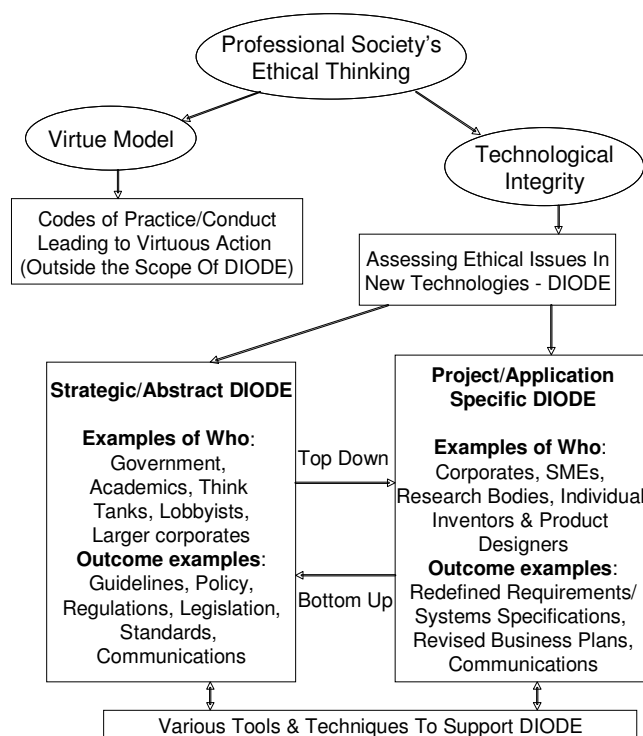 Professional Society's
Ethical Thinking
Virtue Model
Technological
Integrity
Codes of Practice/Conduct
Leading to Virtuous Action
(Outside the Scope Of DIODE)
Assessing Ethical Issues In
New Technologies - DIODE
Strategic/Abstract DIODE
Examples of Who:
Government,
Academics, Think
Tanks, Lobbyists,
Larger corporates
Outcome examples:
Guidelines, Policy,
Regulations, Legislation,
Standards,
Communications
Top Down
Bottom Up
Project/Application
Specific DIODE
Examples of Who:
Corporates, SMEs,
Research Bodies, Individual
Inventors & Product
Designers
Outcome examples:
Redefined Requirements/
Systems Specifications,
Revised Business Plans,
Communications
Various Tools & Techniques To Support DIODE